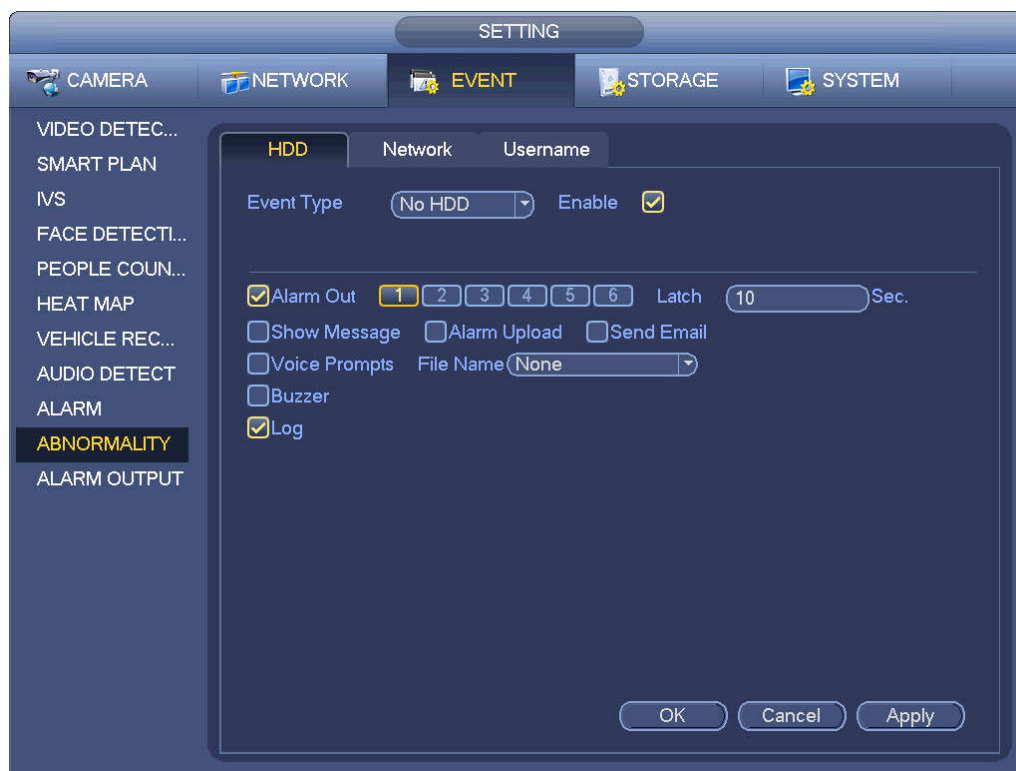 SETTING
CAMERA NETWORK EVENT STORAGE SYSTEM
VIDEO DETEC...
SMART PLAN
IVS
FACE DETECTI...
PEOPLE COUN...
HEAT MAP
VEHICLE REC...
AUDIO DETECT
ALARM
ABNORMALITY
ALARM OUTPUT
HDD Network Username
Event Type No HDD Enable
Alarm Out 1 2 3 4 5 6 Latch 10 Sec.
Show Message Alarm Upload Send Email
Voice Prompts File Name None
Buzzer
Log
OK Cancel Apply